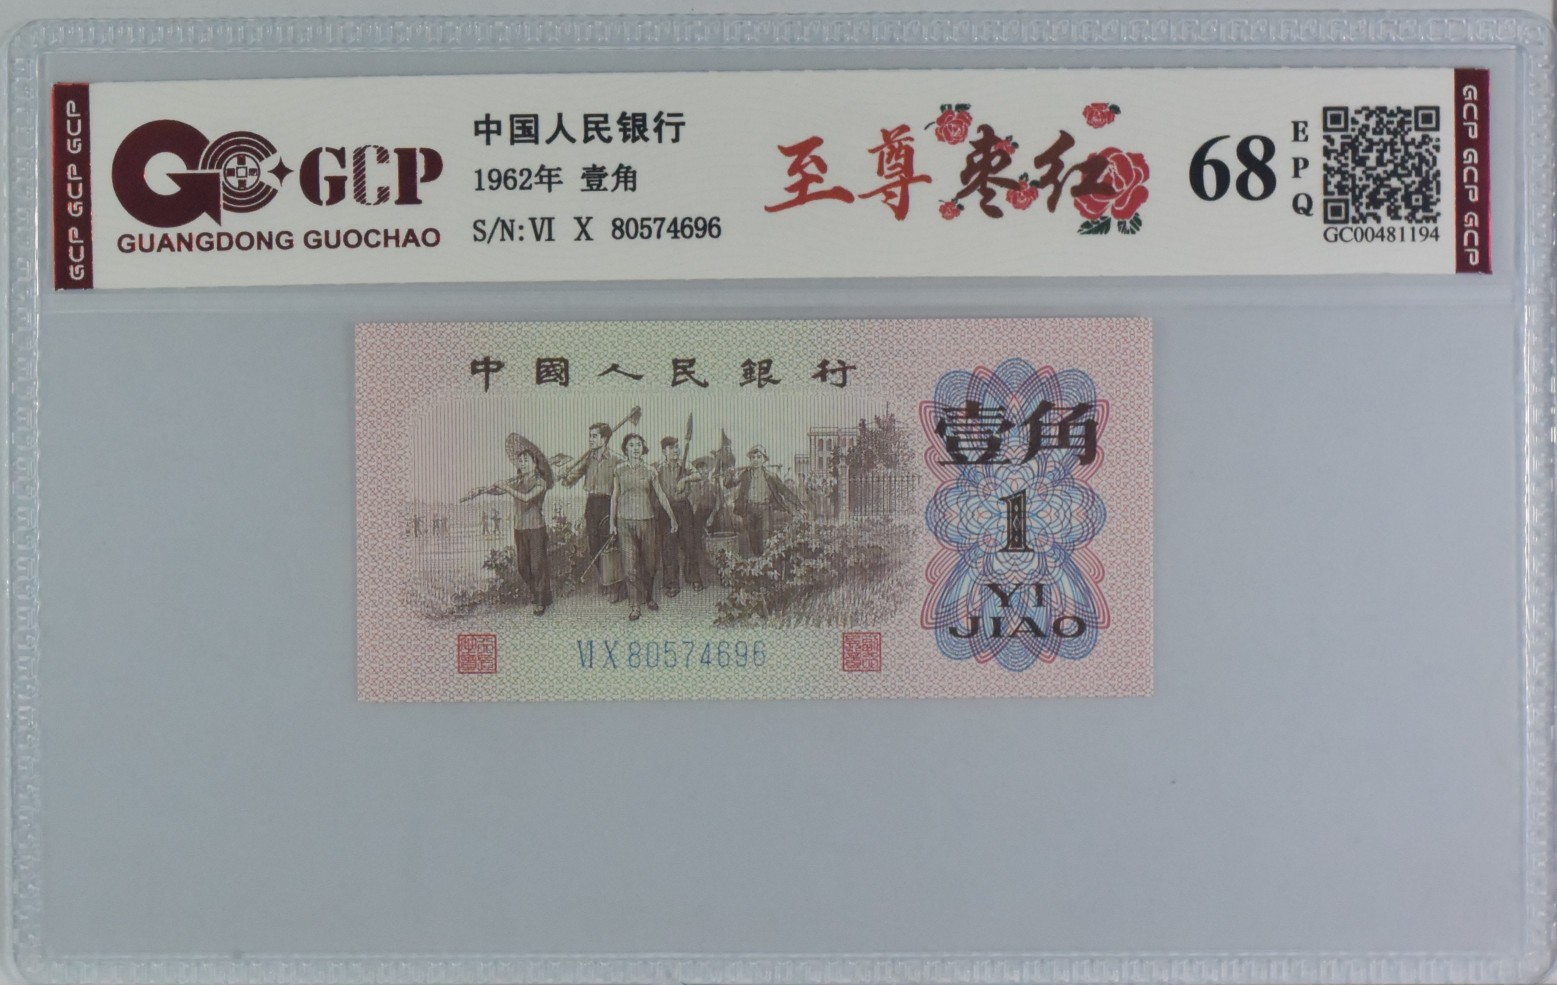 GCP GCP GCP
GCP
GUANGDONG GUOCHAO
中国人民银行
1962年 壹角
S/N:Ⅵ X 80574696
至尊枣红
68
EPQ
GC00481194
GCP GCP GCP
中國人民銀行
壹角
1
YI
JIAO
Ⅵ X 80574696